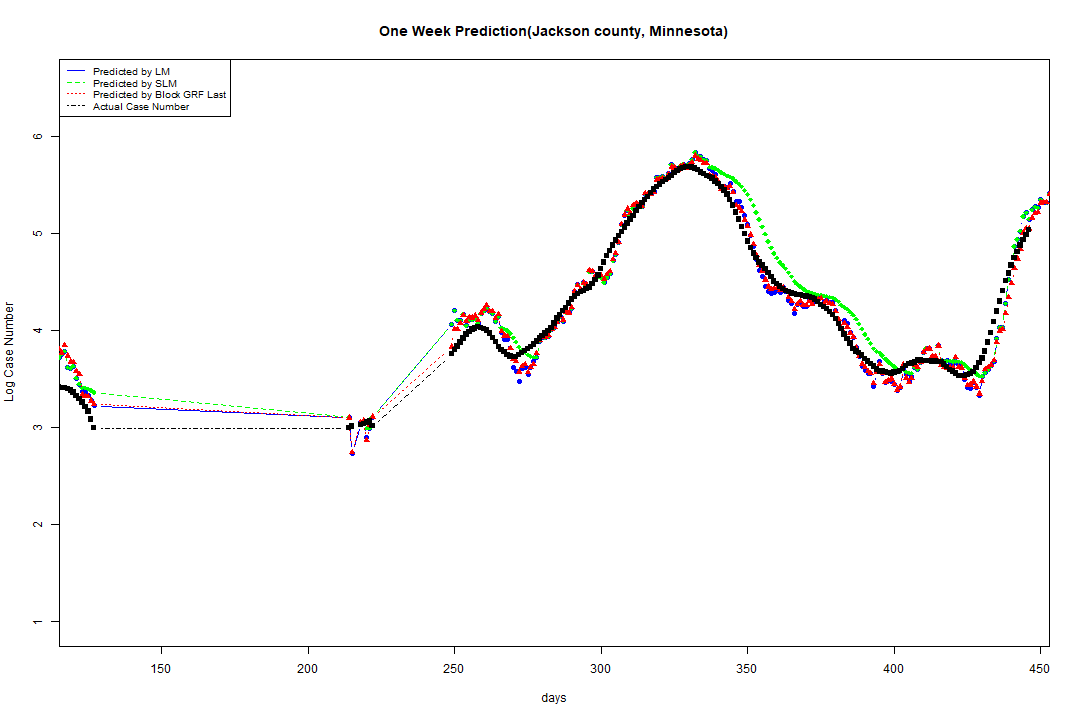 One Week Prediction(Jackson county, Minnesota)
Predicted by LM
Predicted by SLM
Predicted by Block GRF Last
Actual Case Number
Log Case Number
6
5
4
3
2
1
150 200 250 300 350 400 450
days